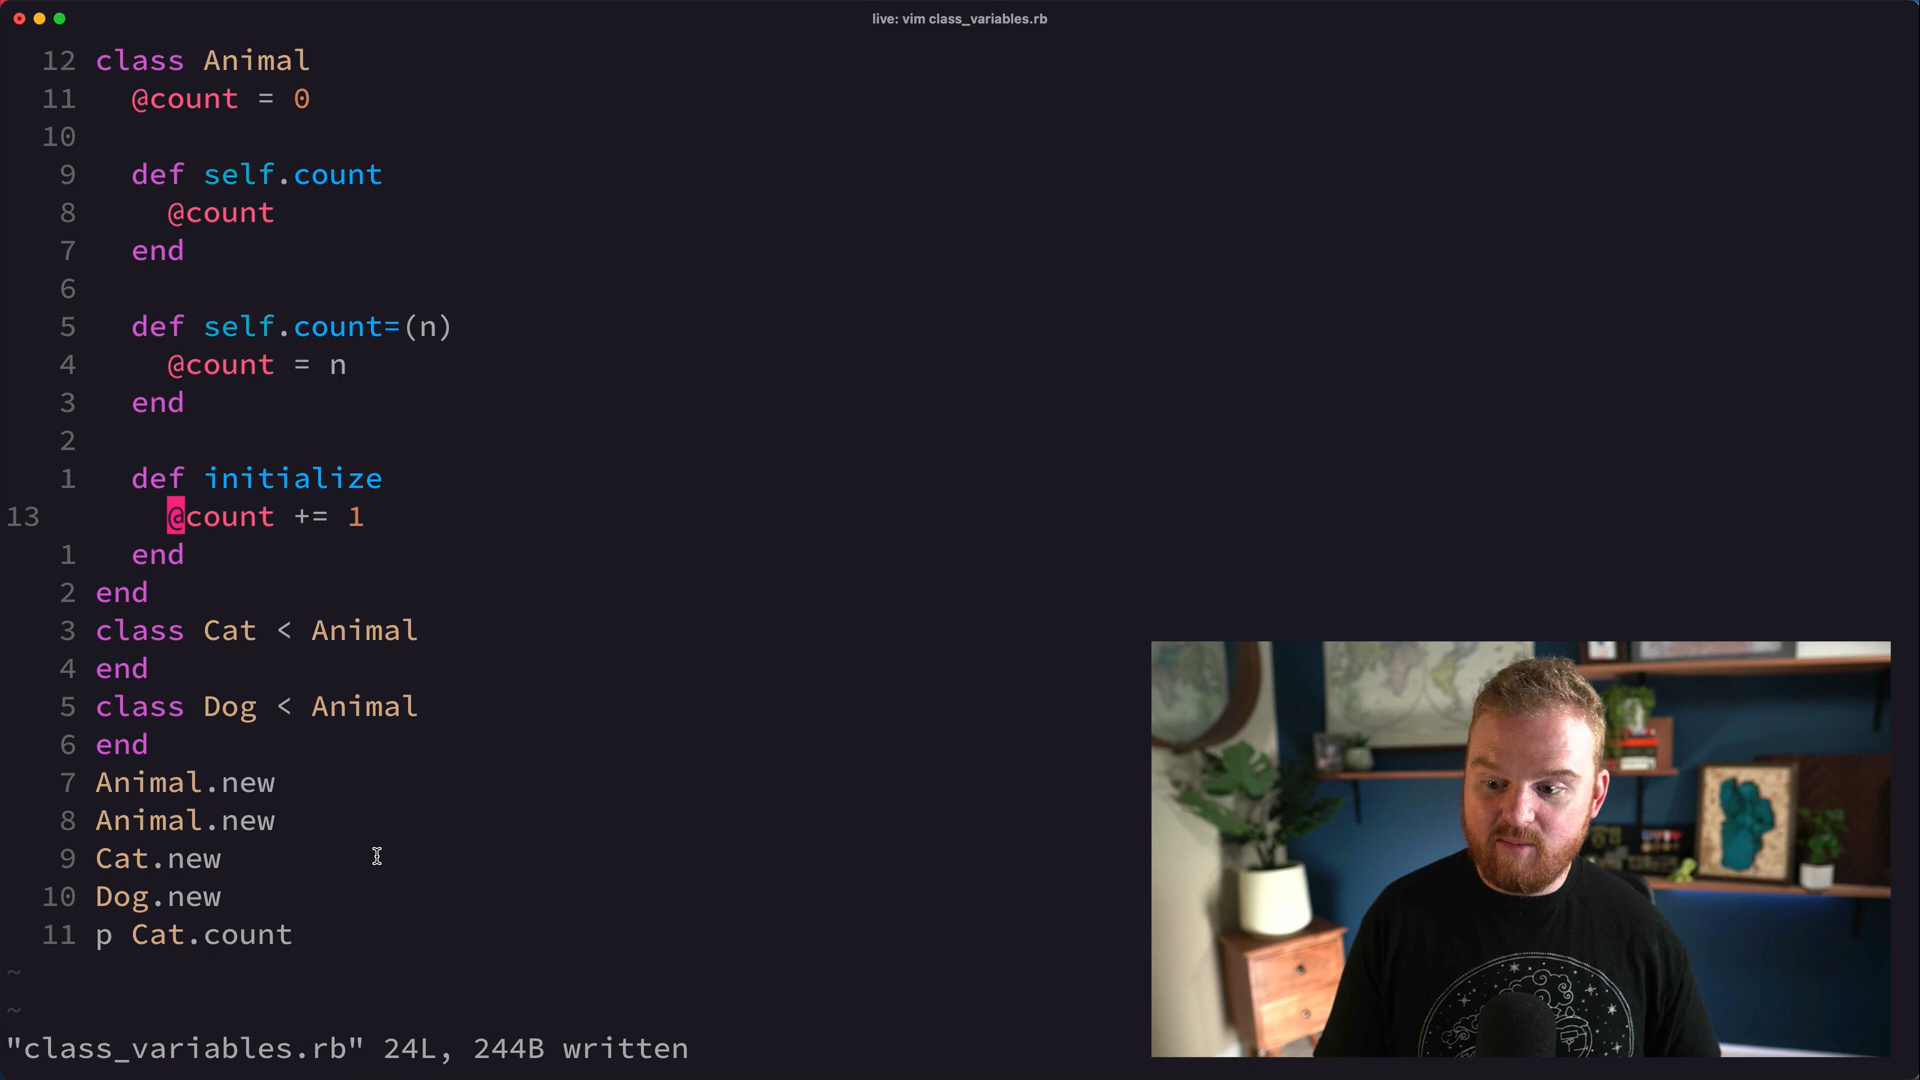 live: vim class_variables.rb
12 class Animal
11   @count = 0
10
9   def self.count
8     @count
7   end
6
5   def self.count=(n)
4     @count = n
3   end
2
1   def initialize
13     @count += 1
1   end
2 end
3 class Cat < Animal
4 end
5 class Dog < Animal
6 end
7 Animal.new
8 Animal.new
9 Cat.new
10 Dog.new
11 p Cat.count
~
~
"class_variables.rb" 24L, 244B written